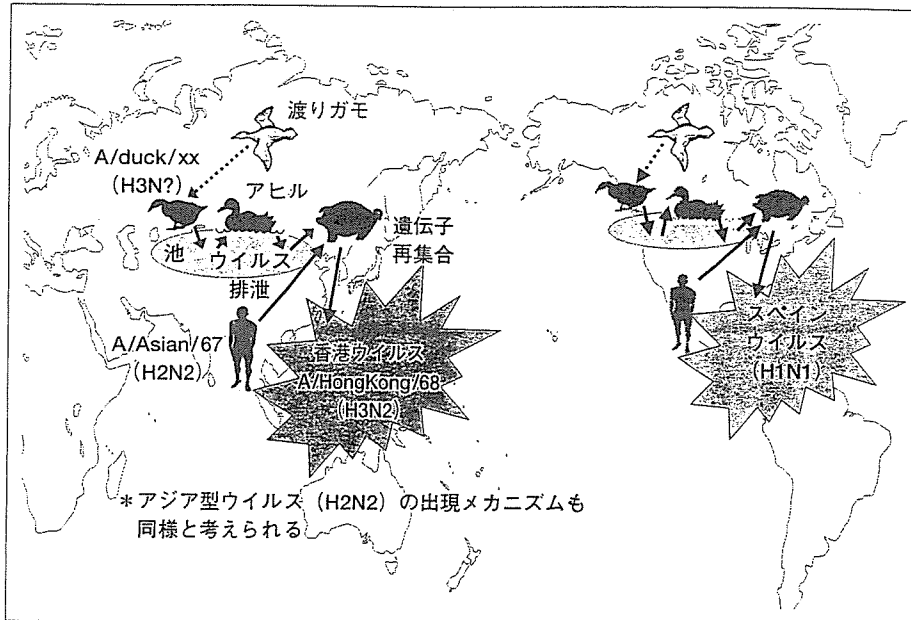 渡りガモ
A/duck/xx
(H3N?)
アヒル
池
ウイルス
排泄
遺伝子
再集合
A/Asian/67
(H2N2)
香港ウイルス
A/HongKong/68
(H3N2)
スペイン
ウイルス
(H1N1)
*アジア型ウイルス(H2N2)の出現メカニズムも
同様と考えられる